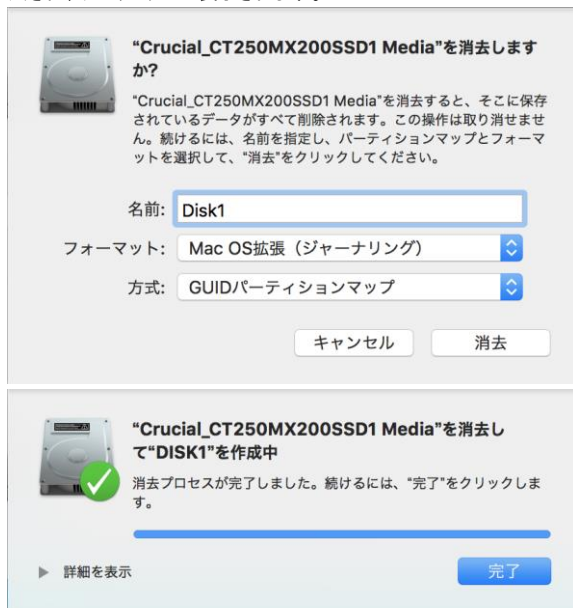 “Crucial_CT250MX200SSD1 Media”を消去します
か?
“Crucial_CT250MX200SSD1 Media”を消去すると、そこに保存
されているデータがすべて削除されます。この操作は取り消せませ
ん。続けるには、名前を指定し、パーティションマップとフォーマ
ットを選択して、“消去”をクリックしてください。
名前: Disk1
フォーマット: Mac OS拡張（ジャーナリング）
方式: GUIDパーティションマップ
キャンセル 消去
“Crucial_CT250MX200SSD1 Media”を消去し
て“DISK1”を作成中
消去プロセスが完了しました。続けるには、“完了”をクリックしま
す。
詳細を表示 完了